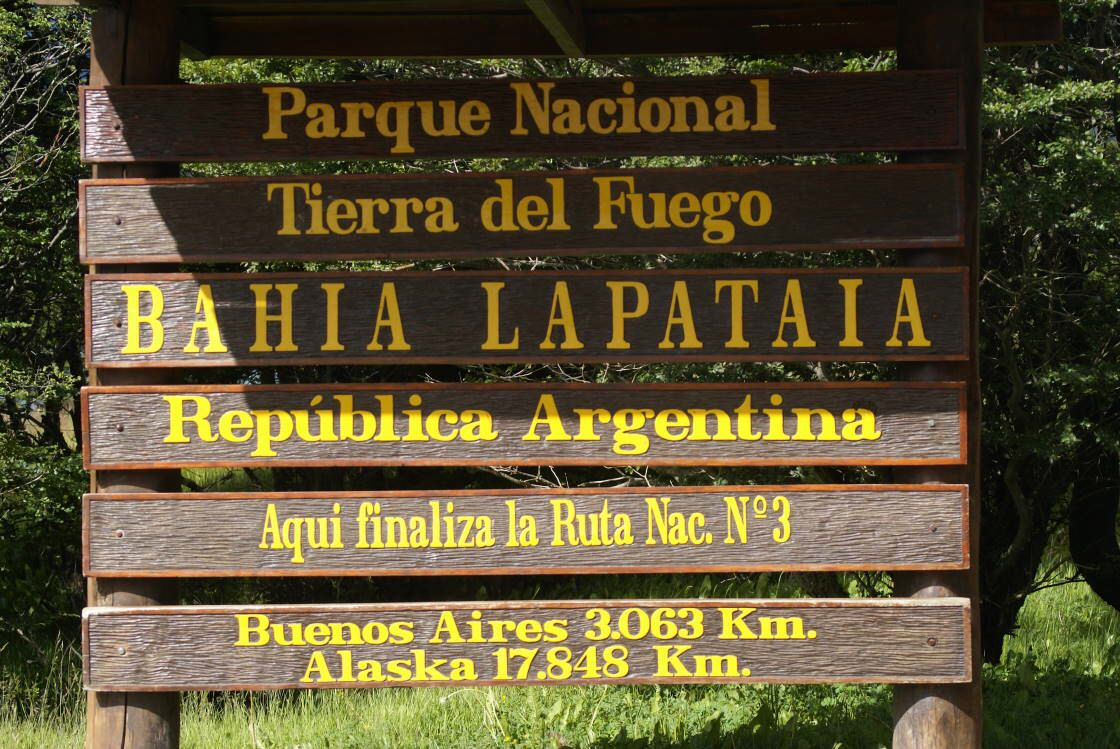 Parque Nacional
Tierra del Fuego
BAHIA LAPATAIA
República Argentina
Aqui finaliza la Ruta Nac. Nº3
Buenos Aires 3.063 Km.
Alaska 17.848 Km.